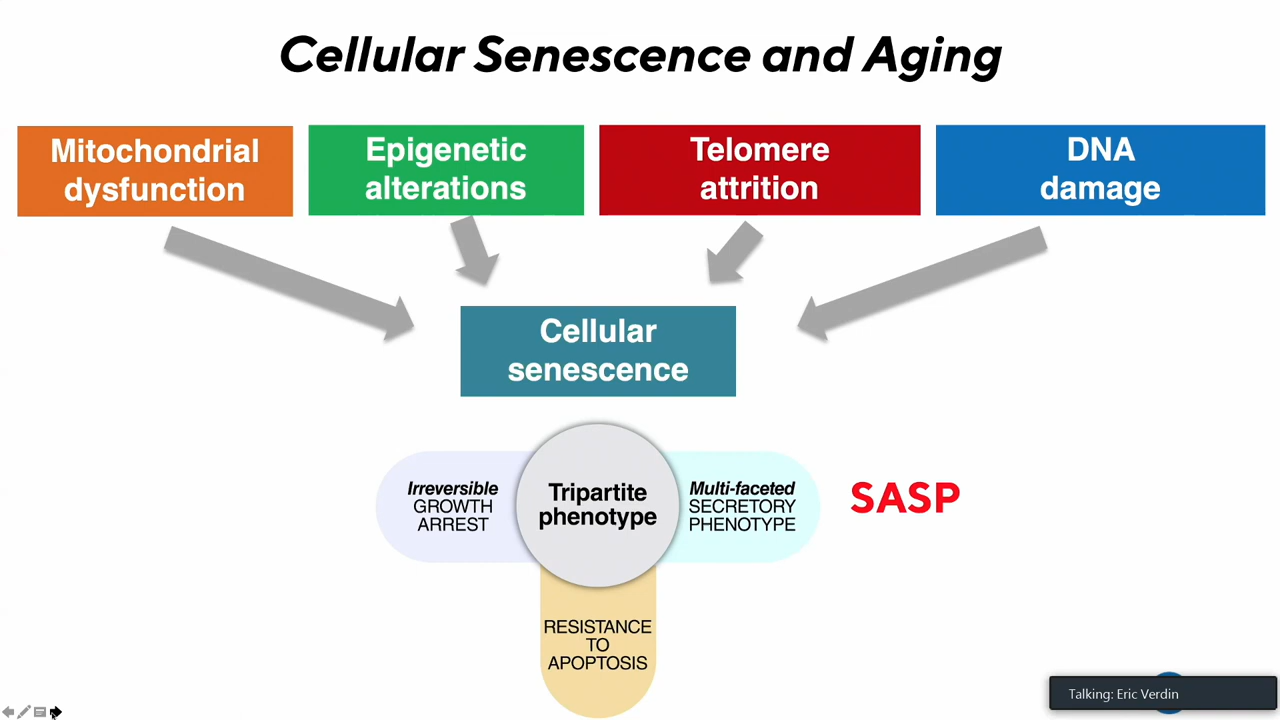 Cellular Senescence and Aging
Mitochondrial
dysfunction
Epigenetic
alterations
Telomere
attrition
DNA
damage
Cellular
senescence
Irreversible
GROWTH
ARREST
Tripartite
phenotype
Multi-faceted
SECRETORY
PHENOTYPE
SASP
RESISTANCE
TO
APOPTOSIS
Talking: Eric Verdin